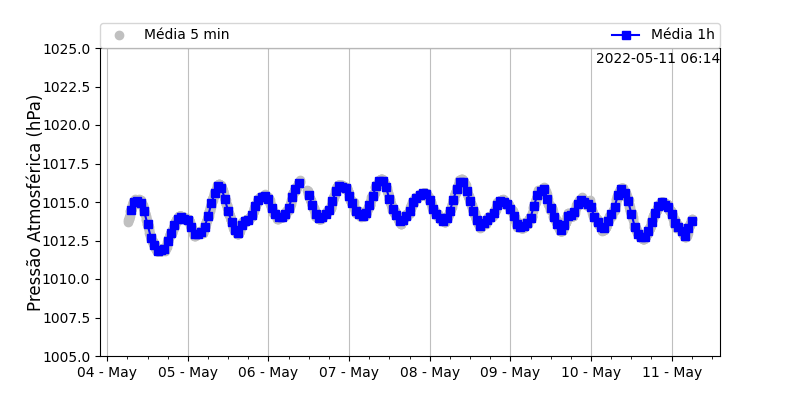 Média 5 min
Média 1h
2022-05-11 06:14
Pressão Atmosférica (hPa)
1025.0
1022.5
1020.0
1017.5
1015.0
1012.5
1010.0
1007.5
1005.0
04 - May
05 - May
06 - May
07 - May
08 - May
09 - May
10 - May
11 - May